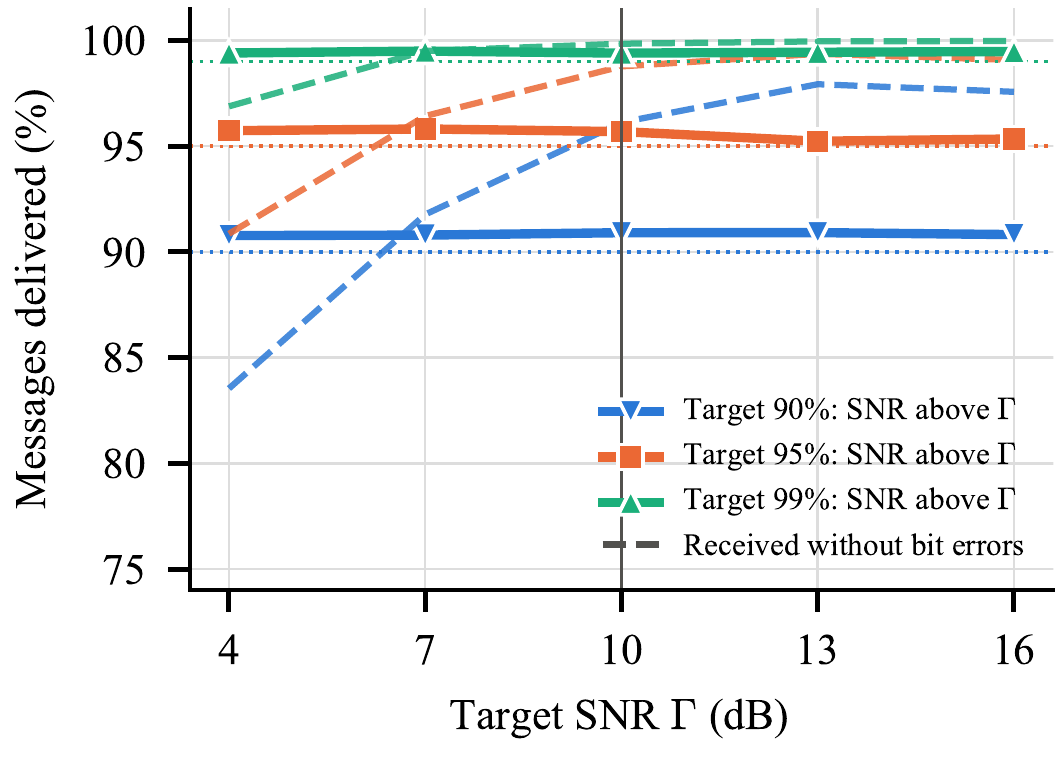 Messages delivered (%)
100
95
90
85
80
75
Target 90%: SNR above Γ
Target 95%: SNR above Γ
Target 99%: SNR above Γ
Received without bit errors
4 7 10 13 16
Target SNR Γ (dB)